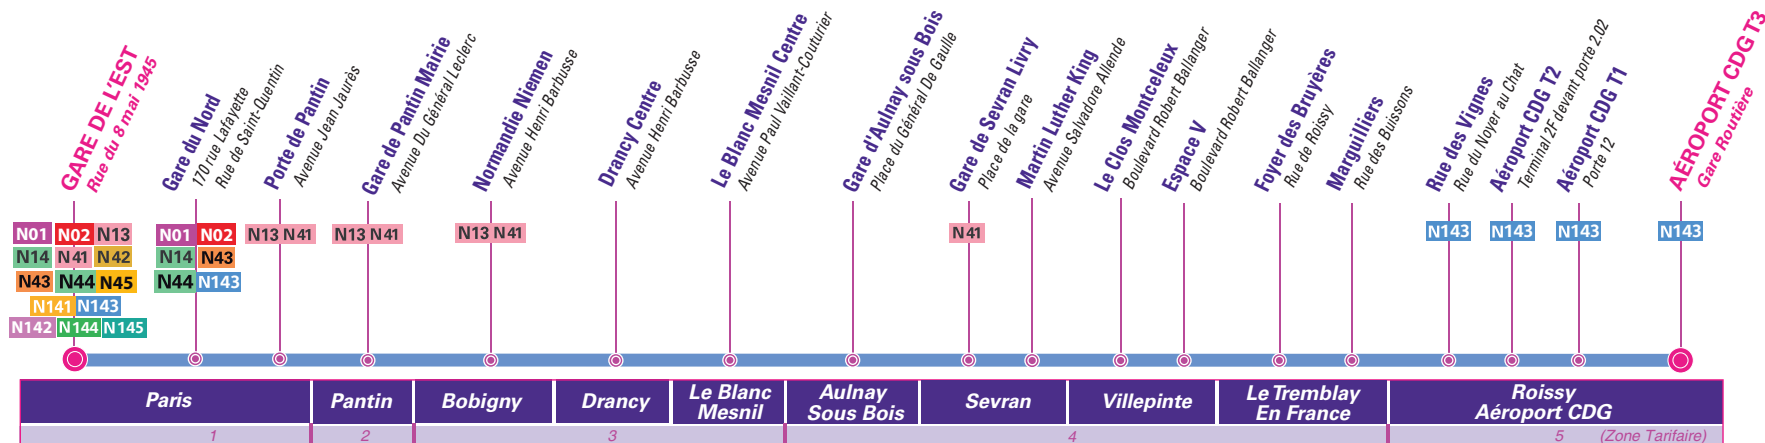 GARE DE L'EST
Rue du 8 mai 1945
Gare du Nord
170 rue Lafayette
Rue de Saint-Quentin
Porte de Pantin
Avenue Jean Jeurès
Gare de Pantin Mairie
Avenue Du Général Leclerc
Normandie Niemen
Avenue Henri Barbusse
Drancy Centre
Avenue Henri Barbusse
Le Blanc Mesnil Centre
Avenue Paul Vaillant-Couturier
Gare d'Aulnay sous Bois
Place du Général De Gaulle
Gare de Sevran Livry
Place de la gare
Martin Luther King
Avenue Salvadore Allende
Le Clos Montceleux
Boulevard Robert Ballanger
Espace V
Boulevard Robert Ballanger
Foyer des Bruyères
Rue de Roissy
Marguilliers
Rue des Buissons
Rue des Vignes
Rue du Noyer au Chat
Aéroport CDG T2
Terminal 2F devant porte 2.02
Aéroport CDG T1
Porte 12
AÉROPORT CDG T3
Gare Routière
N01 N02 N13
N14 N41 N42
N43 N44 N45
N141 N143
N142 N144 N145
N01 N02
N14 N43
N44 N143
N13 N41
N13 N41
N13 N41
N41
N143
N143
N143
N143
Paris
Pantin
Bobigny
Drancy
Le Blanc
Mesnil
Aulnay
Sous Bois
Sevran
Villepinte
Le Tremblay
En France
Roissy
Aéroport CDG
1 2 3 4 5 (Zone Tarifaire)